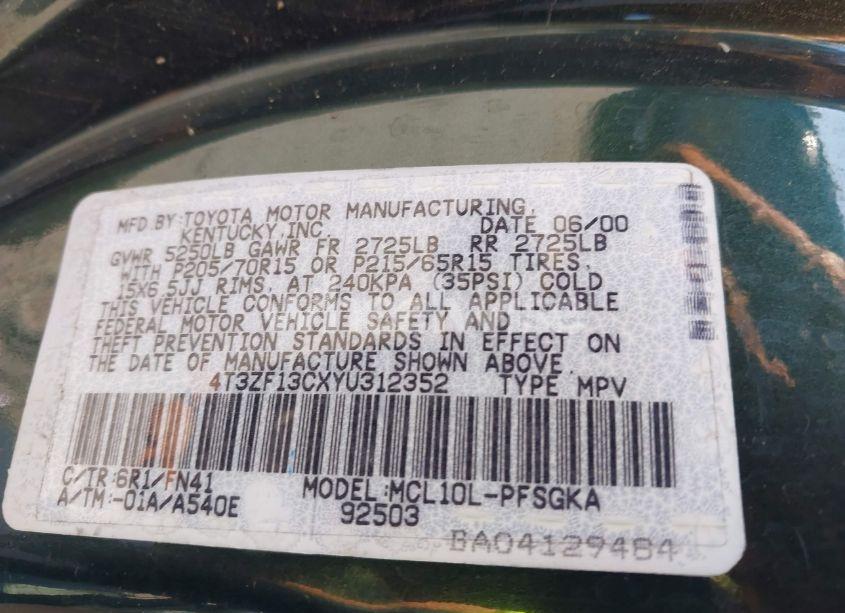 MFD.BY:TOYOTA MOTOR MANUFACTURING,
KENTUCKY,INC. DATE 06/00
GVWR 5250LB GAWR FR 2725LB RR 2725LB
WITH P205/70R15 OR P215/65R15 TIRES,
15X6.5JJ RIMS, AT 240KPA (35PSI) COLD
THIS VEHICLE CONFORMS TO ALL APPLICABLE
FEDERAL MOTOR VEHICLE SAFETY AND
THEFT PREVENTION STANDARDS IN EFFECT ON
THE DATE OF MANUFACTURE SHOWN ABOVE.
4T3ZF13CXYU312352 TYPE MPV
C/TR:6R1/FN41 MODEL:MCL10L-PFSGKA
A/TM:-01A/A540E 92503
BA04129484